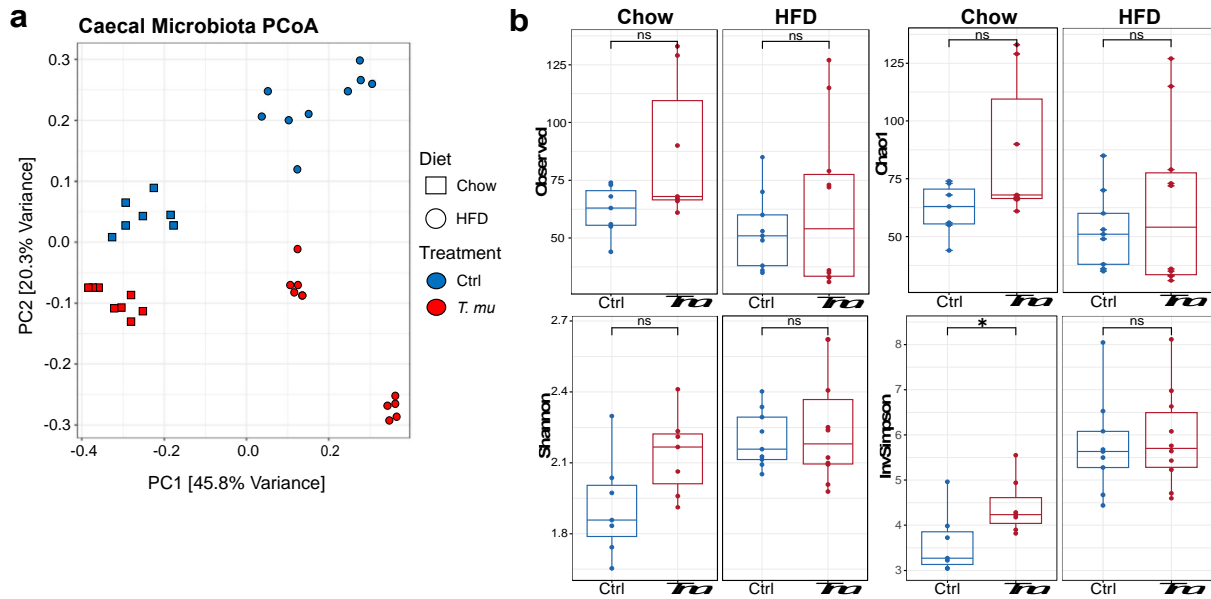 a
Caecal Microbiota PCoA
0.3
0.2
0.1
0.0
-0.1
-0.2
-0.3
-0.4
-0.2
0.0
0.2
PC1 [45.8% Variance]
PC2 [20.3% Variance]
Diet
Chow
HFD
Treatment
Ctrl
T. mu
b
Chow
HFD
ns
ns
125
100
75
50
Observed
Ctrl
Ctrl
Chow
HFD
ns
ns
125
100
75
50
Chao1
Ctrl
Ctrl
ns
ns
2.7
2.4
2.1
1.8
Shannon
Ctrl
Ctrl
*
ns
8
7
6
5
4
3
InvSimpson
Ctrl
Ctrl